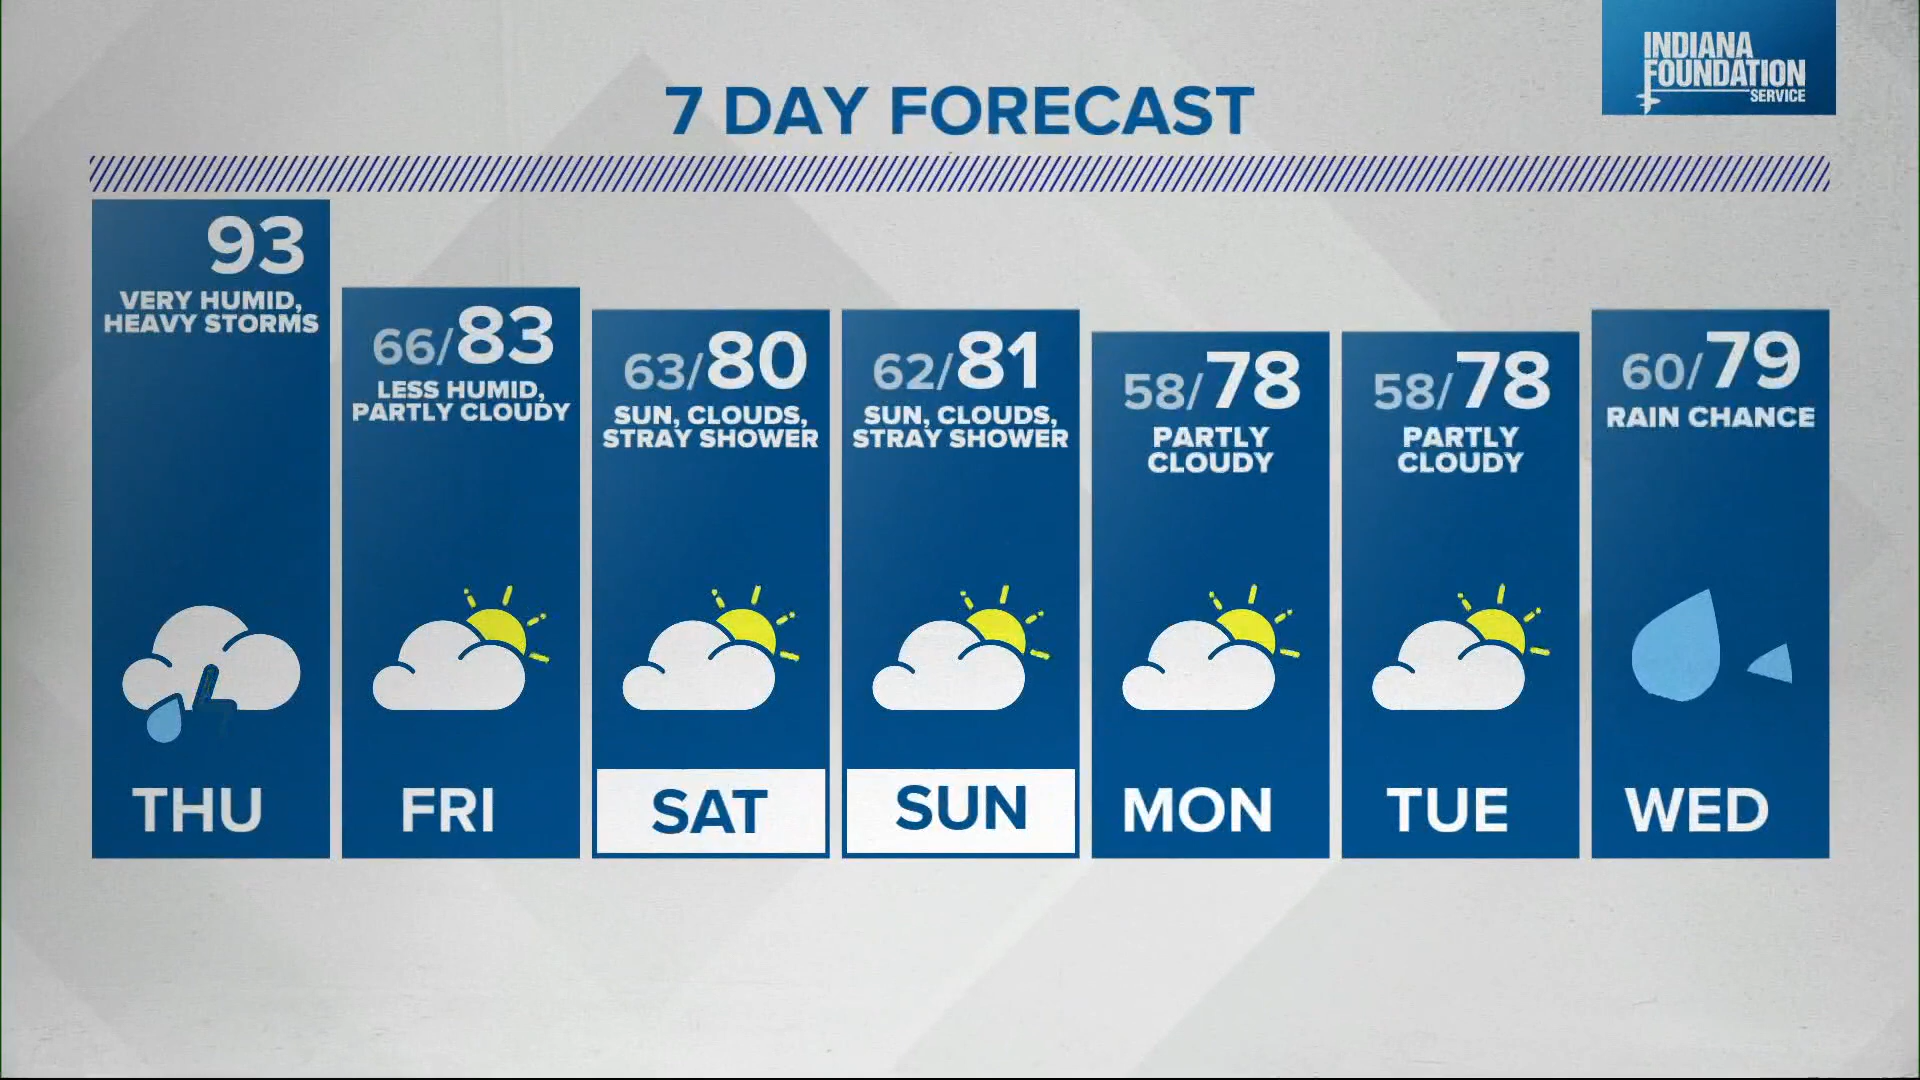 INDIANA
FOUNDATION
SERVICE
7 DAY FORECAST
93
VERY HUMID,
HEAVY STORMS
THU
66/83
LESS HUMID,
PARTLY CLOUDY
FRI
63/80
SUN, CLOUDS,
STRAY SHOWER
SAT
62/81
SUN, CLOUDS,
STRAY SHOWER
SUN
58/78
PARTLY
CLOUDY
MON
58/78
PARTLY
CLOUDY
TUE
60/79
RAIN CHANCE
WED